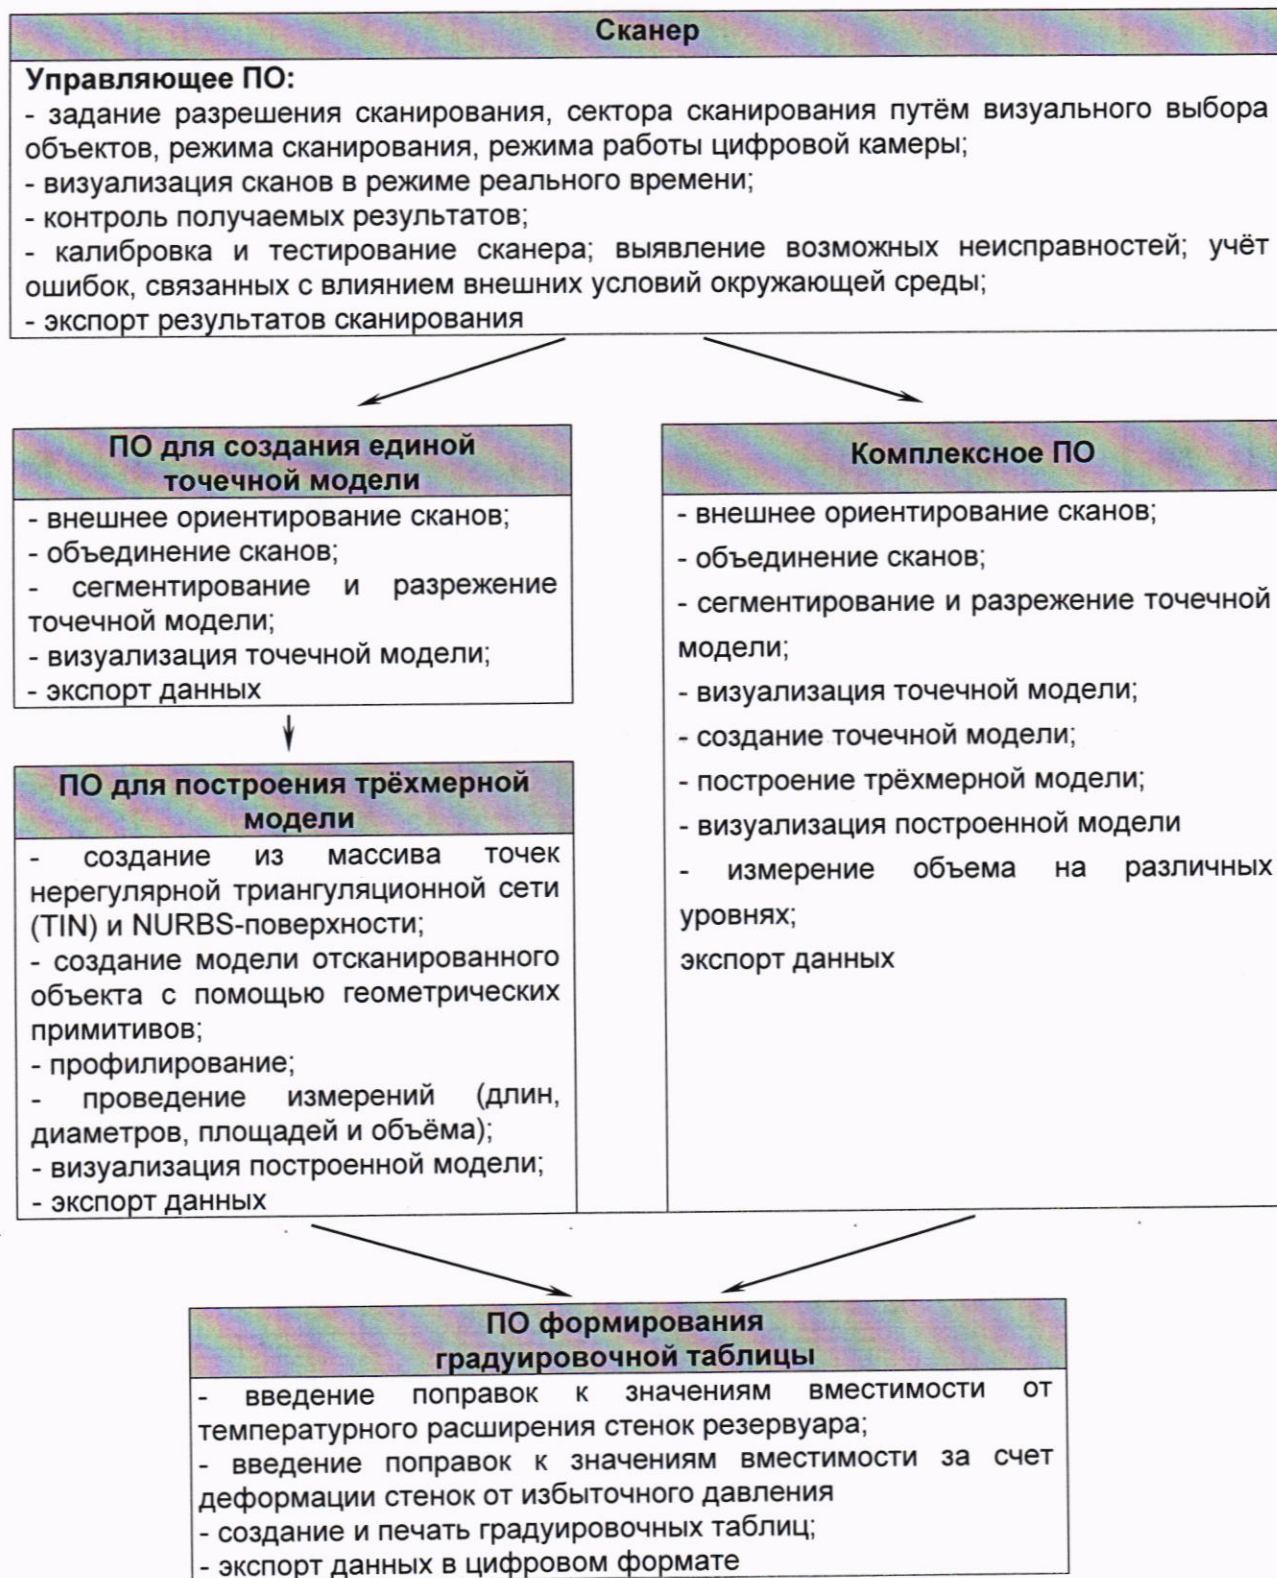 Сканер
Управляющее ПО:
- задание разрешения сканирования, сектора сканирования путём визуального выбора
объектов, режима сканирования, режима работы цифровой камеры;
- визуализация сканов в режиме реального времени;
- контроль получаемых результатов;
- калибровка и тестирование сканера; выявление возможных неисправностей; учёт
ошибок, связанных с влиянием внешних условий окружающей среды;
- экспорт результатов сканирования
ПО для создания единой
точечной модели
- внешнее ориентирование сканов;
- объединение сканов;
- сегментирование и разрежение
точечной модели;
- визуализация точечной модели;
- экспорт данных
ПО для построения трёхмерной
модели
- создание из массива точек
нерегулярной триангуляционной сети
(TIN) и NURBS-поверхности;
- создание модели отсканированного
объекта с помощью геометрических
примитивов;
- профилирование;
- проведение измерений (длин,
диаметров, площадей и объёма);
- визуализация построенной модели;
- экспорт данных
Комплексное ПО
- внешнее ориентирование сканов;
- объединение сканов;
- сегментирование и разрежение точечной
модели;
- визуализация точечной модели;
- создание точечной модели;
- построение трёхмерной модели;
- визуализация построенной модели
- измерение объема на различных
уровнях;
экспорт данных
ПО формирования
градуировочной таблицы
- введение поправок к значениям вместимости от
температурного расширения стенок резервуара;
- введение поправок к значениям вместимости за счет
деформации стенок от избыточного давления
- создание и печать градуировочных таблиц;
- экспорт данных в цифровом формате